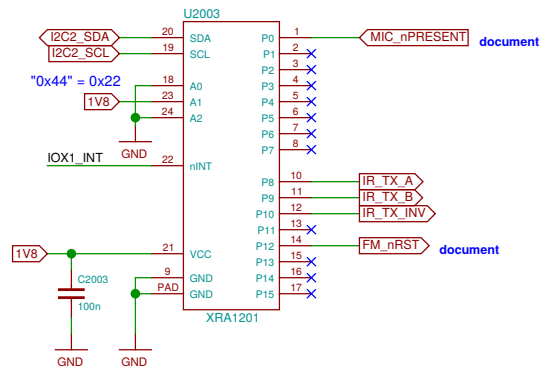 U2003
I2C2_SDA 20 SDA P0 1 MIC_nPRESENT document
I2C2_SCL 19 SCL P1 2
P2 3
"0x44" = 0x22 18 A0 P3 4
1V8 23 A1 P4 5
24 A2 P5 6
P6 7
GND P7 8
IOX1_INT 22 nINT
P8 10 IR_TX_A
P9 11 IR_TX_B
P10 12 IR_TX_INV
P11 13
1V8 21 VCC P12 14 FM_nRST document
P13 15
C2003 9 GND P14 16
100n PAD GND P15 17
XRA1201
GND GND